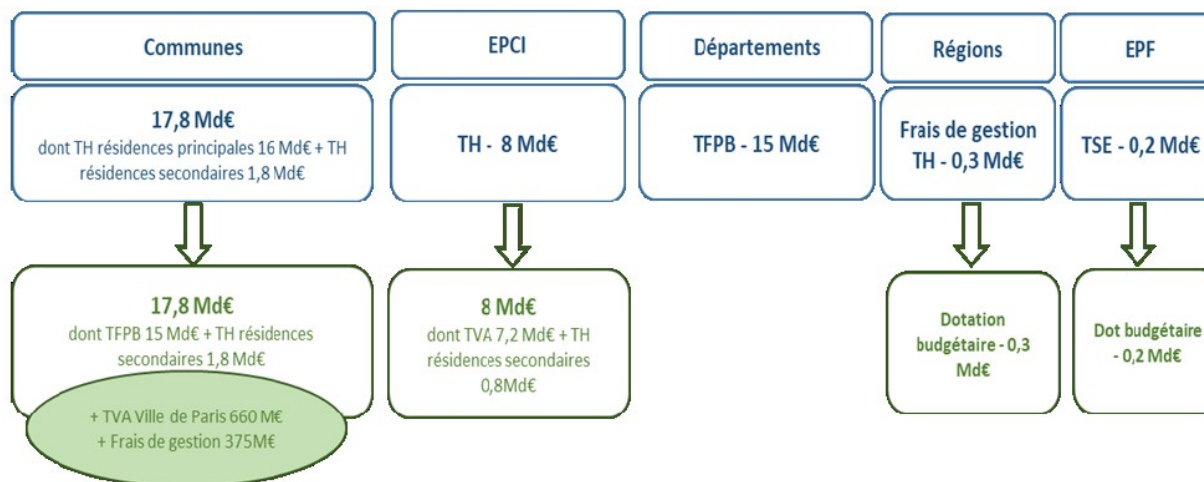 Communes
EPCI
Départements
Régions
EPF
17,8 Md€
dont TH résidences principales 16 Md€ + TH
résidences secondaires 1,8 Md€
TH - 8 Md€
TFPB - 15 Md€
Frais de gestion
TH - 0,3 Md€
TSE - 0,2 Md€
17,8 Md€
dont TFPB 15 Md€ + TH résidences
secondaires 1,8 Md€
+ TVA Ville de Paris 660 M€
+ Frais de gestion 375M€
8 Md€
dont TVA 7,2 Md€ + TH
résidences secondaires
0,8Md€
Dotation
budgétaire - 0,3
Md€
Dot budgétaire
- 0,2 Md€